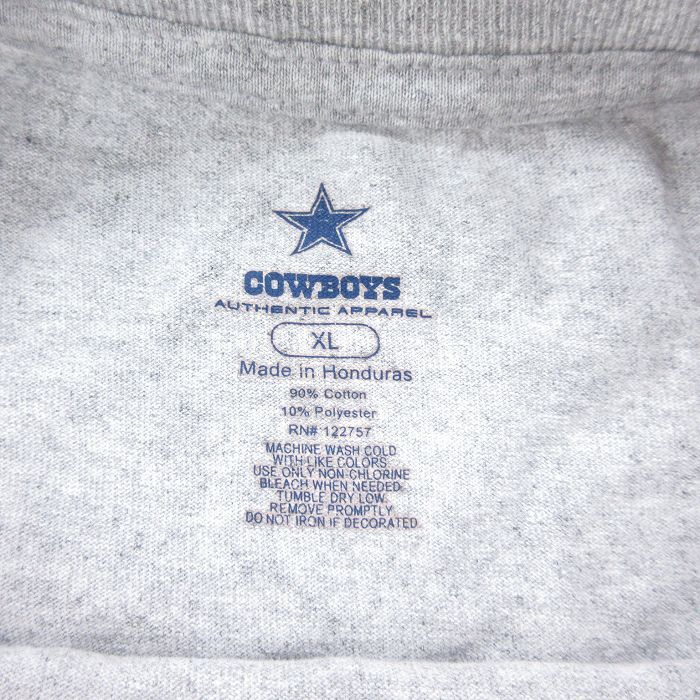 COWBOYS
AUTHENTIC APPAREL
XL
Made in Honduras
90% Cotton
10% Polyester
RN# 122757
MACHINE WASH COLD
WITH LIKE COLORS
USE ONLY NON-CHLORINE
BLEACH WHEN NEEDED
TUMBLE DRY LOW
REMOVE PROMPTLY
DO NOT IRON IF DECORATED